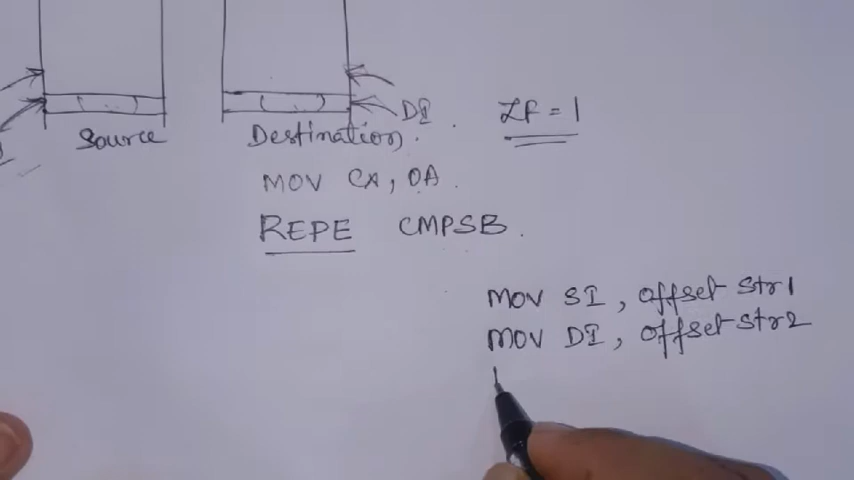 DI ZF = 1
Source Destination.
MOV CX, 0A.
REPE CMPSB.
MOV SI, offset Str1
MOV DI, offset Str2